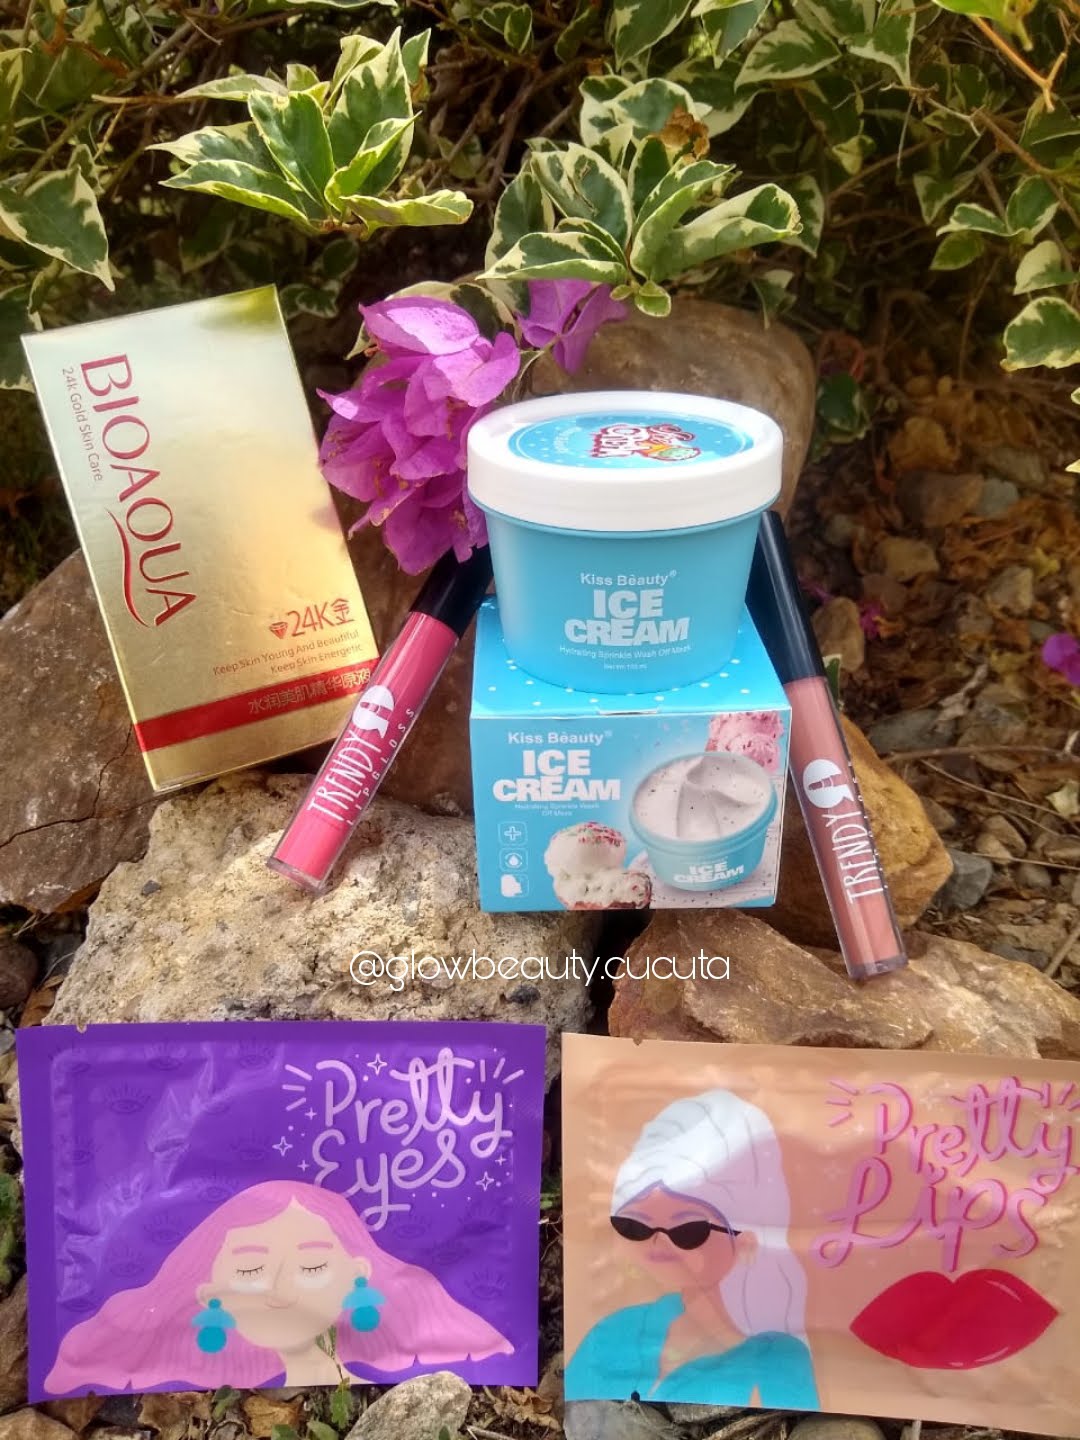 BIOAQUA
24k Gold Skin Care
24K金
Keep Skin Young And Beautiful
Keep Skin Energetic
水润美肌精华原液
TRENDY
LIPGLOSS
Ice Cream
Kiss Beauty®
ICE
CREAM
Hydrating Sprinkle Wash Off Mask
Kiss Beauty®
ICE
CREAM
Hydrating Sprinkle Wash
Off Mask
ICE
CREAM
TRENDY
@glowbeauty.cucuta
Pretty
Eyes
Pretty
Lips